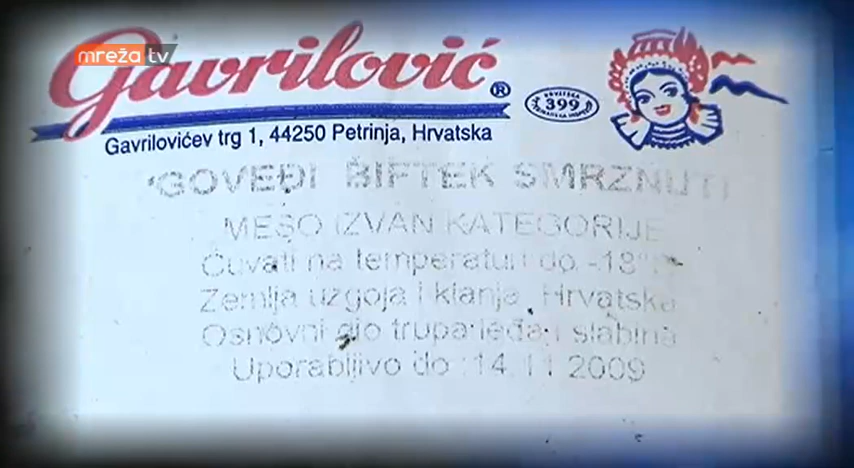 mreža tv
Gavrilović®
HRVATSKA
399
Gavrilovićev trg 1, 44250 Petrinja, Hrvatska
GOVEĐI BIFTEK SMRZNUTI
MESO IZVAN KATEGORIJE
Čuvati na temperaturi do -18°
Zemlja uzgoja i klanja Hrvatska
Osnovni dio trupa leđa i slabina
Uporabljivo do 14.11.2009